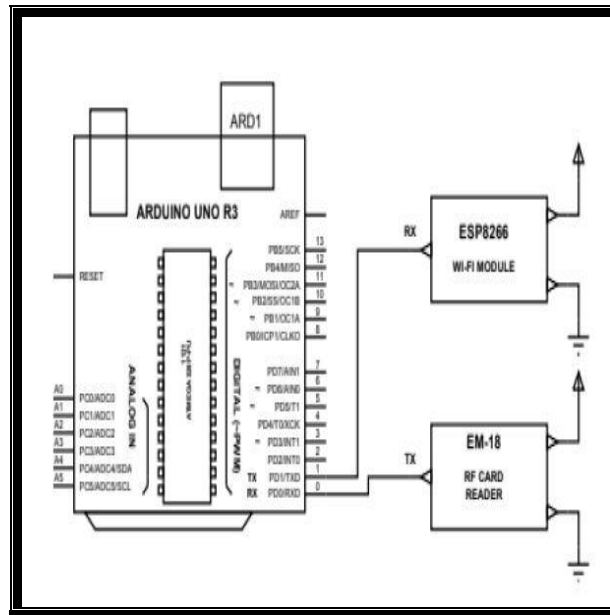 ARD1
ARDUINO UNO R3
AREF
RESET
PB5/SCK 13
PB4/MISO 12
PB3/MOSI/OC2A 11
PB2/SS/OC1B 10
PB1/OC1A 9
PB0/ICP1/CLKO 8
DIGITAL (~PWM)
ANALOG IN
PD7/AIN1 7
PD6/AIN0 6
PD5/T1 5
PD4/T0/XCK 4
PD3/INT1 3
PD2/INT0 2
TX PD1/TXD 1
RX PD0/RXD 0
A0 PC0/ADC0
A1 PC1/ADC1
A2 PC2/ADC2
A3 PC3/ADC3
A4 PC4/ADC4/SDA
A5 PC5/ADC5/SCL
RX
ESP8266
WI-FI MODULE
TX
EM-18
RF CARD
READER